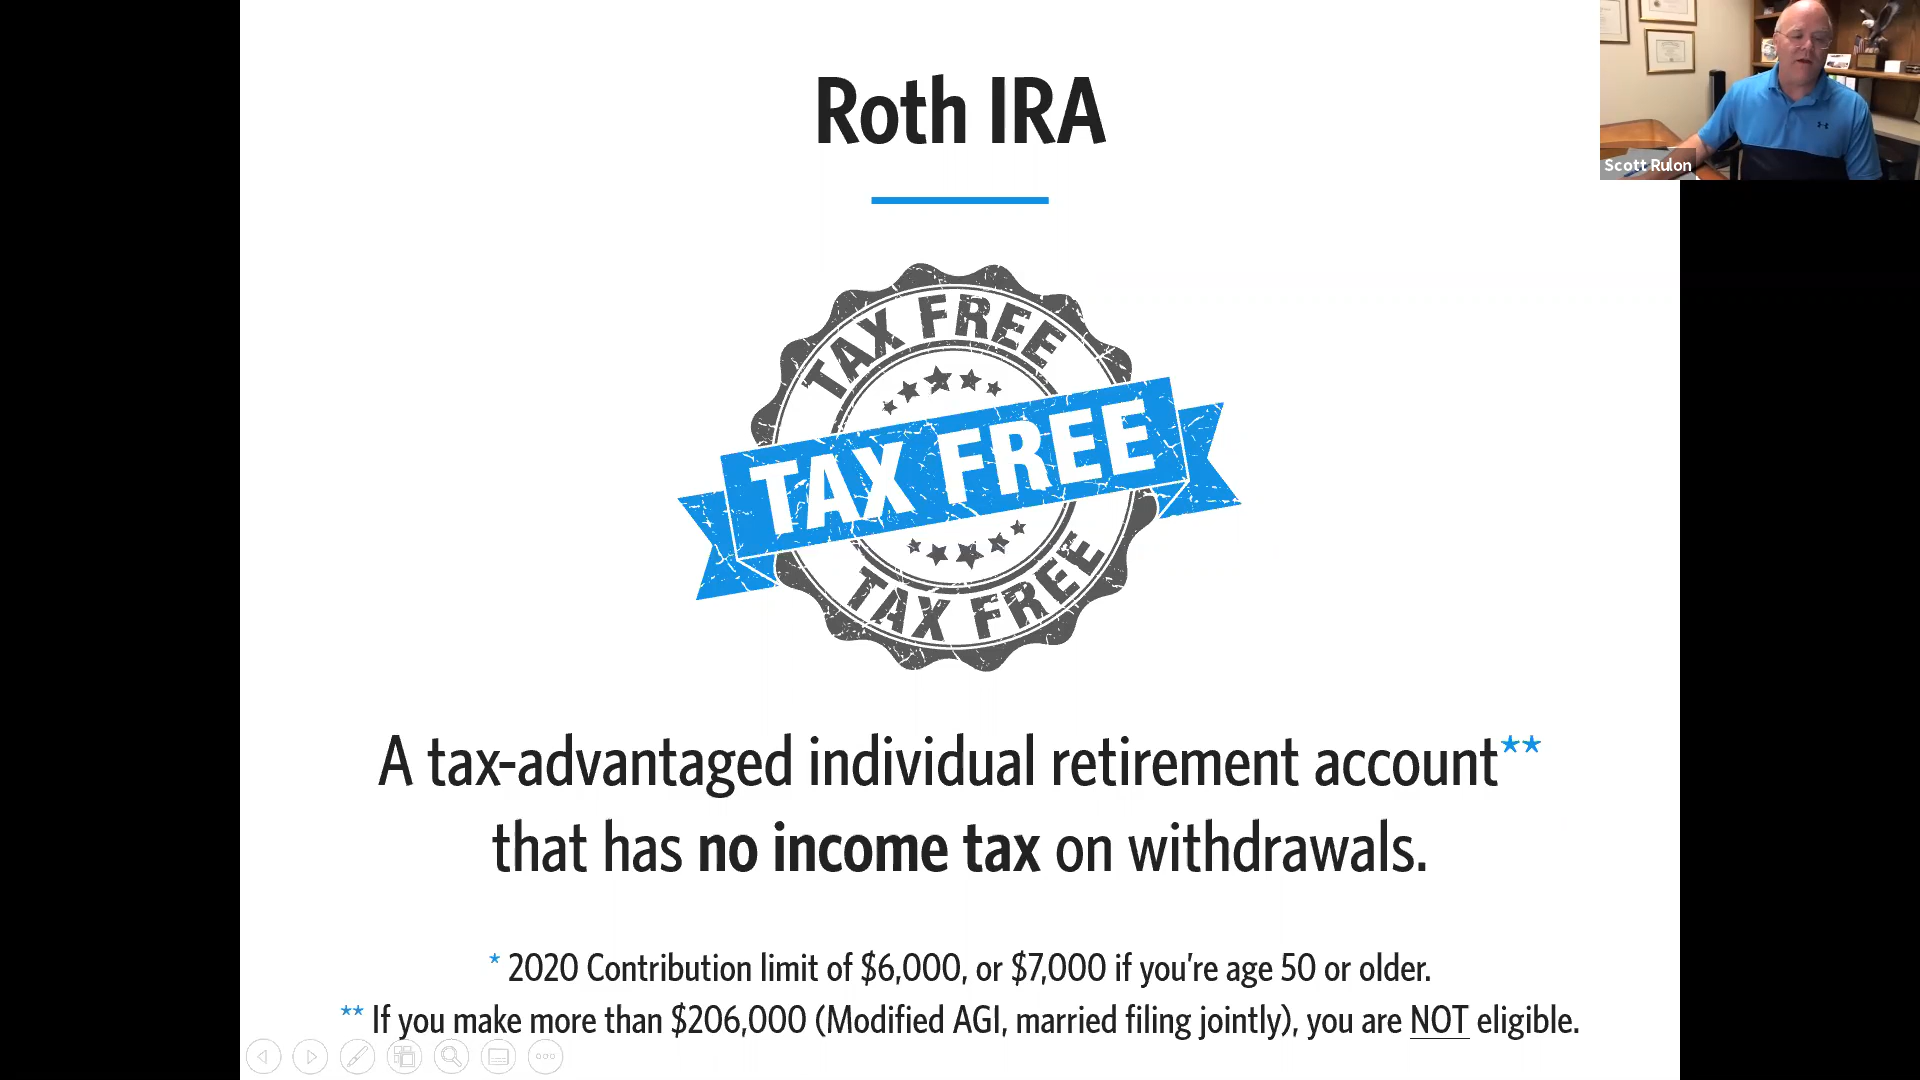 Roth IRA
TAX FREE
TAX FREE
TAX FREE
A tax-advantaged individual retirement account**
that has no income tax on withdrawals.
* 2020 Contribution limit of $6,000, or $7,000 if you're age 50 or older.
** If you make more than $206,000 (Modified AGI, married filing jointly), you are NOT eligible.
Scott Rulon